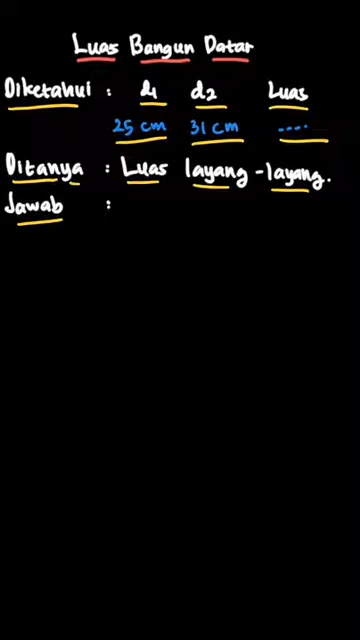 Luas Bangun Datar
Diketahui : d1 d2 Luas
25 cm 31 cm ....
Ditanya : Luas layang-layang.
Jawab :